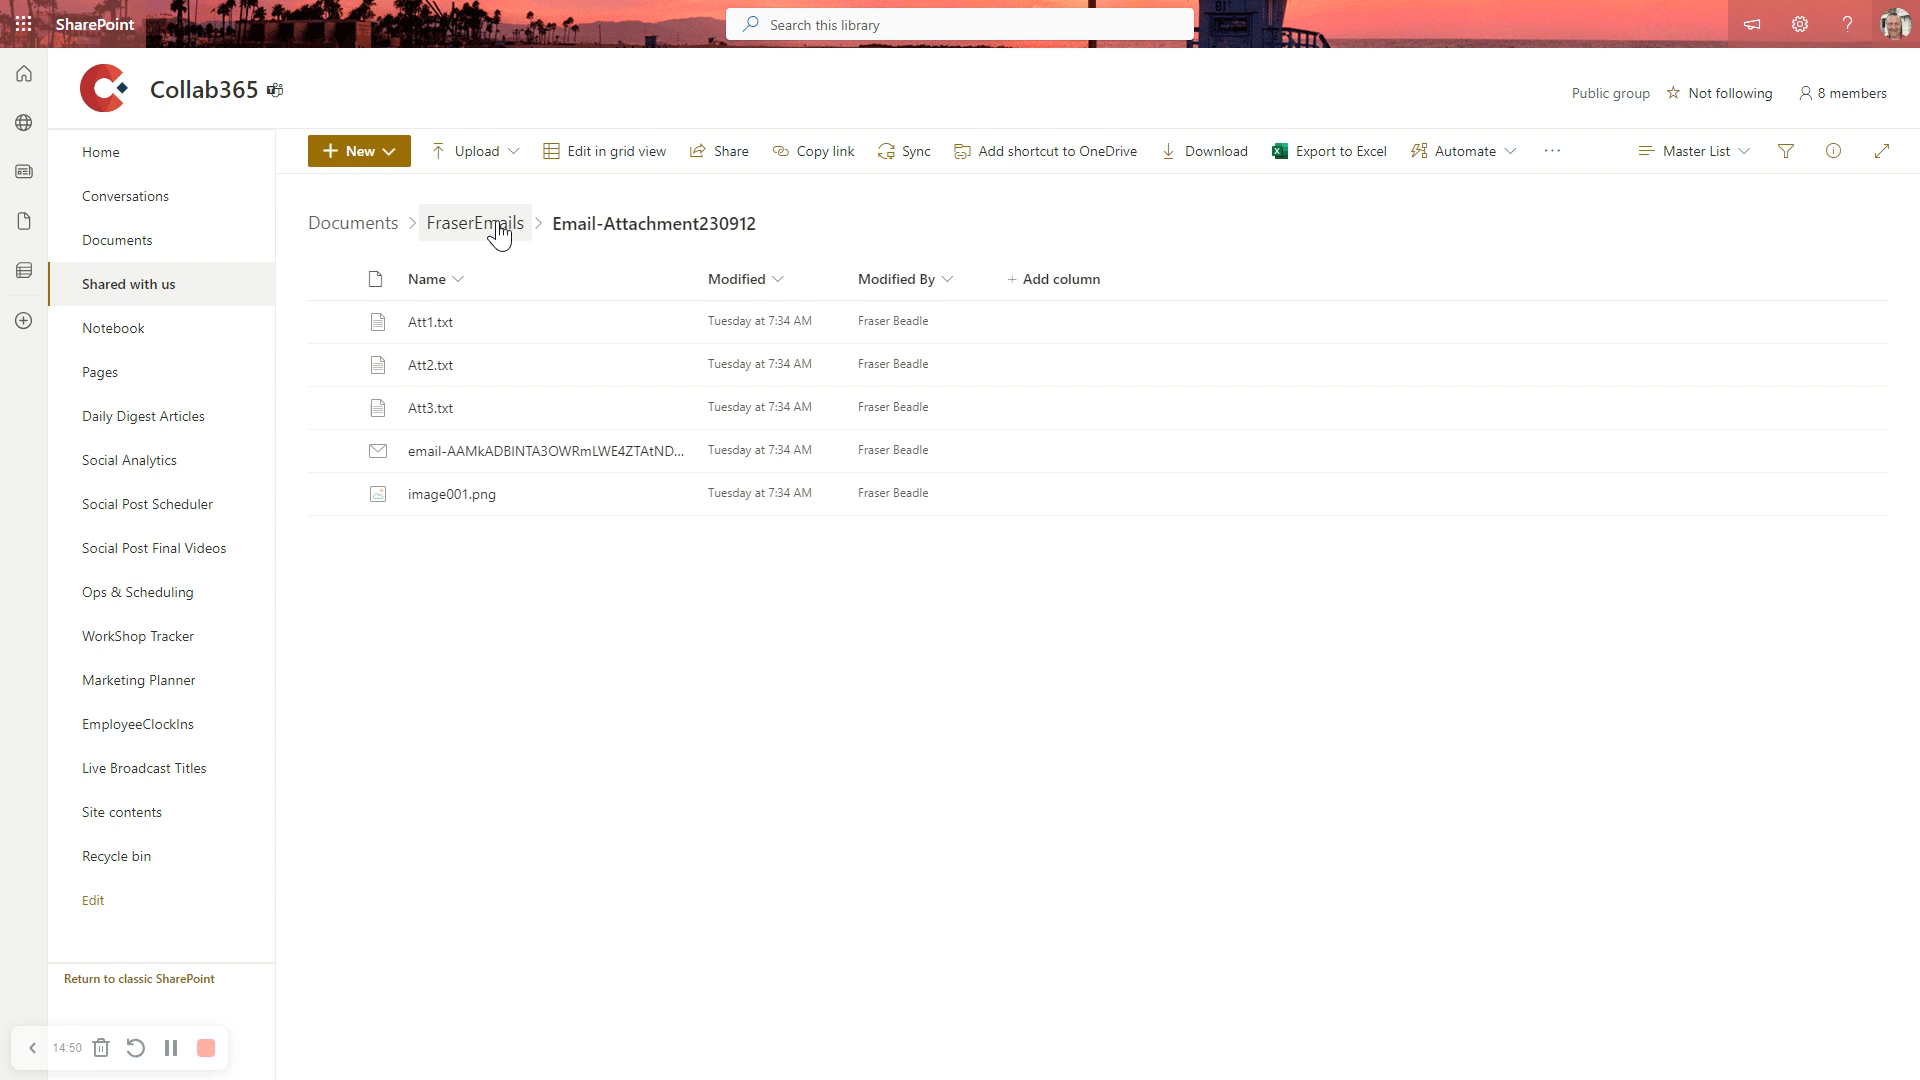 SharePoint
Search this library
Collab365
Public group
Not following
8 members
New
Upload
Edit in grid view
Share
Copy link
Sync
Add shortcut to OneDrive
Download
Export to Excel
Automate
Master List
Home
Conversations
Documents
Shared with us
Notebook
Pages
Daily Digest Articles
Social Analytics
Social Post Scheduler
Social Post Final Videos
Ops & Scheduling
WorkShop Tracker
Marketing Planner
EmployeeClockIns
Live Broadcast Titles
Site contents
Recycle bin
Edit
Return to classic SharePoint
14:50
Documents > FraserEmails > Email-Attachment230912
Name Modified Modified By + Add column
Att1.txt Tuesday at 7:34 AM Fraser Beadle
Att2.txt Tuesday at 7:34 AM Fraser Beadle
Att3.txt Tuesday at 7:34 AM Fraser Beadle
email-AAMkADBINTA3OWRmLWE4ZTAtND... Tuesday at 7:34 AM Fraser Beadle
image001.png Tuesday at 7:34 AM Fraser Beadle